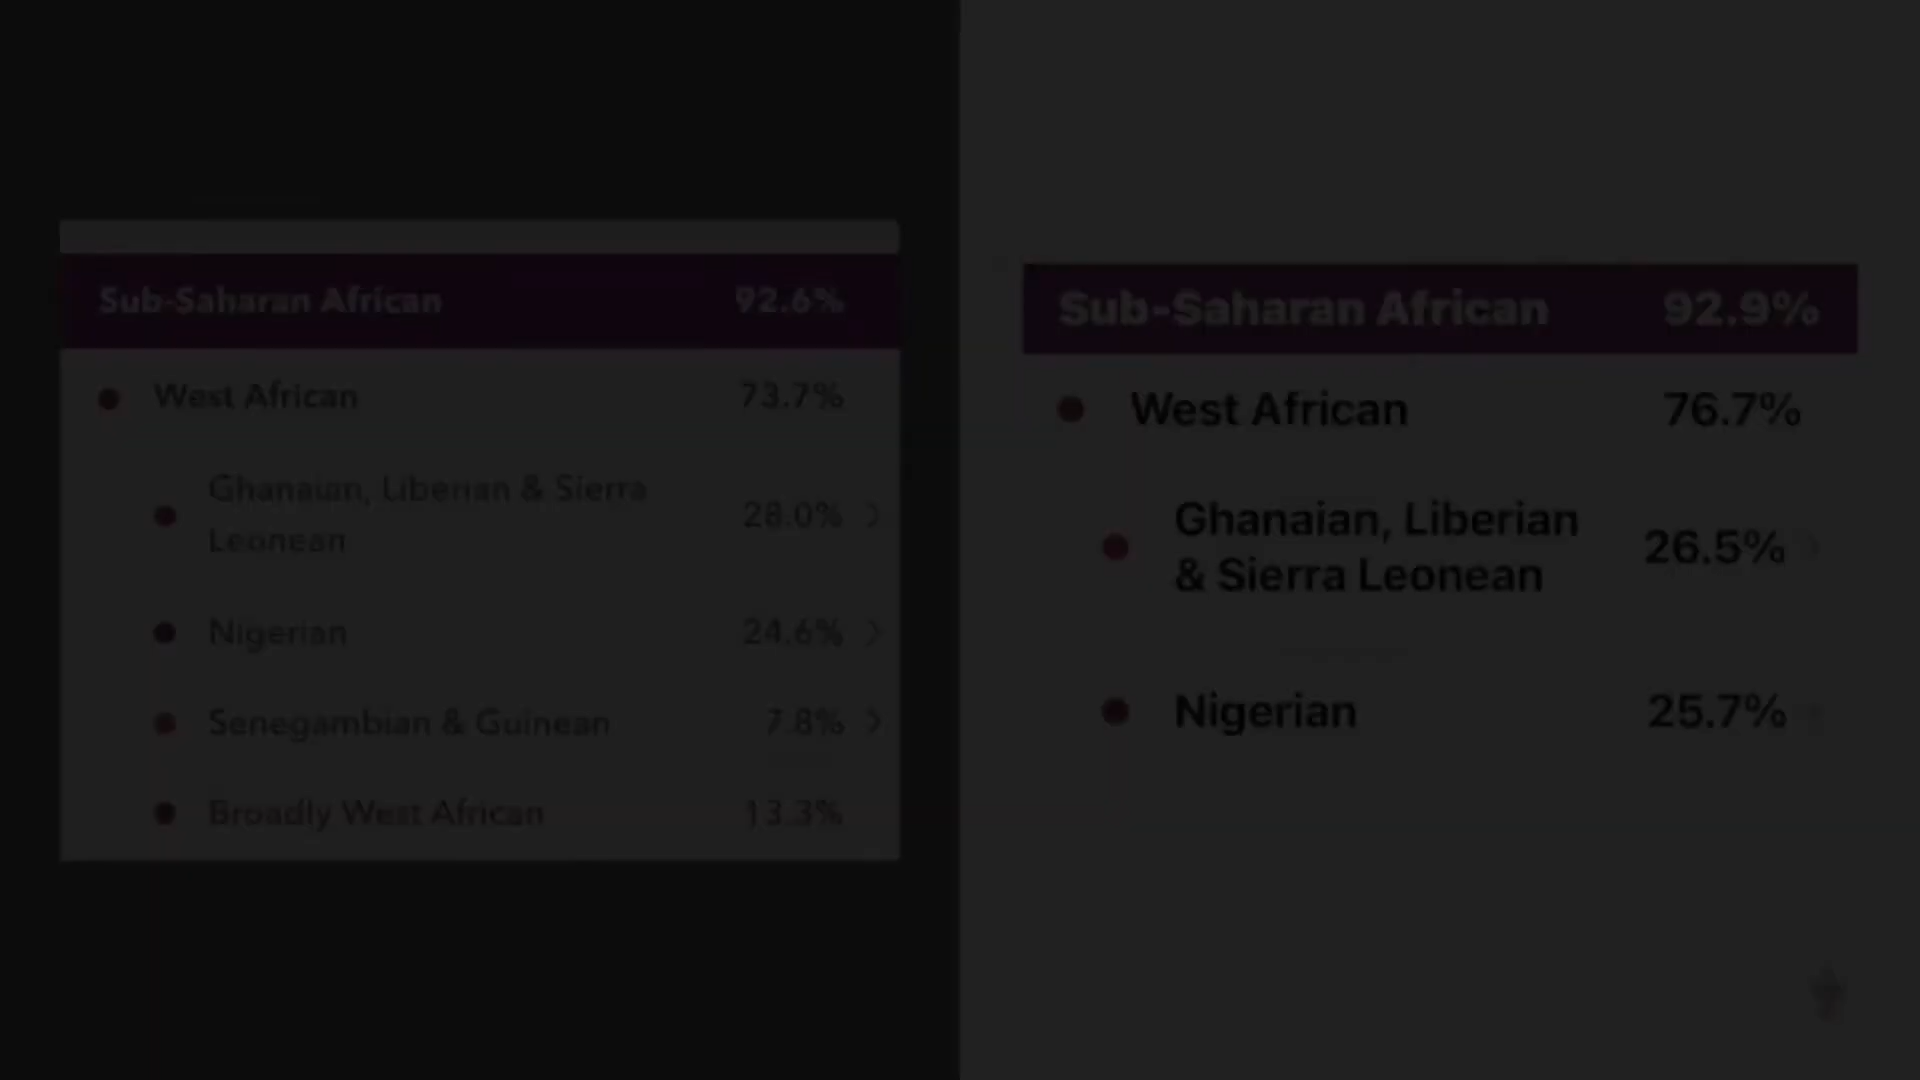 Sub-Saharan African 92.6%
West African 73.7%
Ghanaian, Liberian & Sierra
Leonean 28.0%
Nigerian 24.6%
Senegambian & Guinean 7.8%
Broadly West African 13.3%
Sub-Saharan African 92.9%
West African 76.7%
Ghanaian, Liberian
& Sierra Leonean 26.5%
Nigerian 25.7%